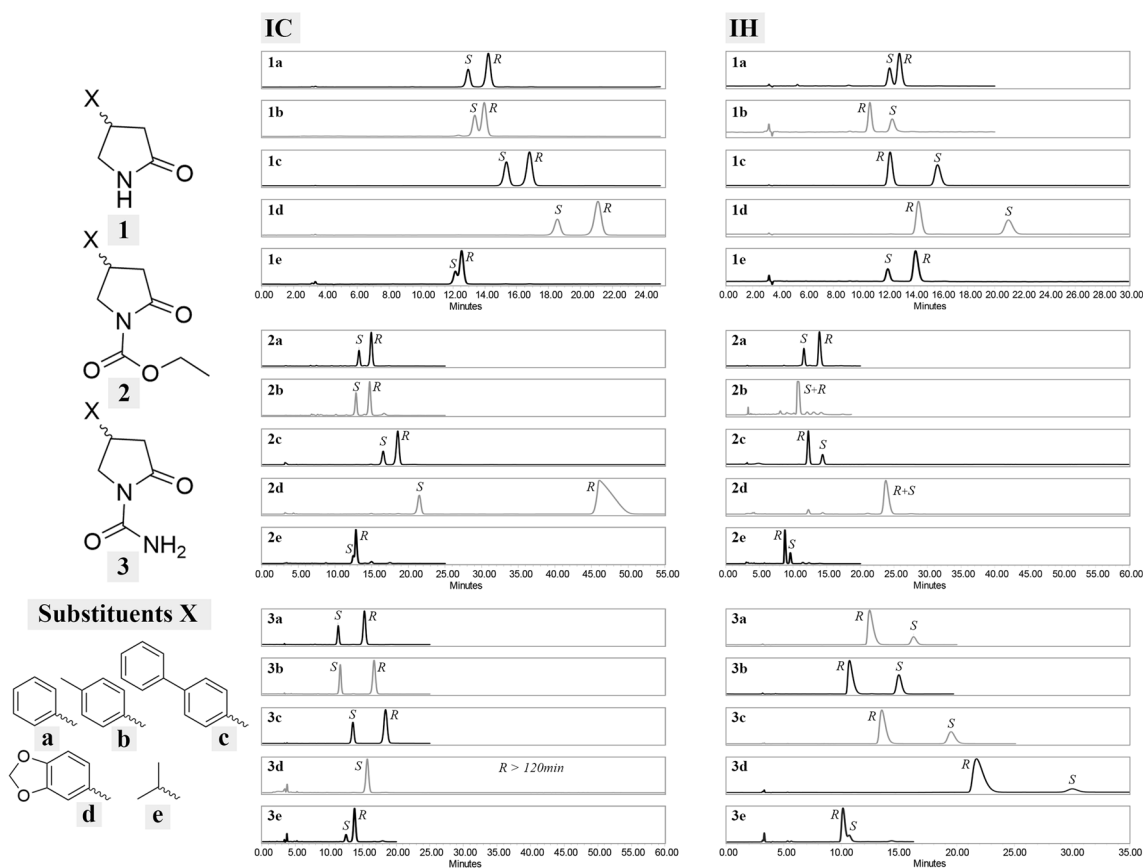 X
N
H
O
1
X
O
N
O
O
2
X
O
N
O
NH2
3
Substituents X
a
b
c
O
O
d
e
IC
1a S R
1b S R
1c S R
1d S R
1e S R
0.00 2.00 4.00 6.00 8.00 10.00 12.00 14.00 16.00 18.00 20.00 22.00 24.00
Minutes
2a S R
2b S R
2c S R
2d S R
2e S R
0.00 5.00 10.00 15.00 20.00 25.00 30.00 35.00 40.00 45.00 50.00 55.00
Minutes
3a S R
3b S R
3c S R
3d S R > 120min
3e S R
0.00 5.00 10.00 15.00 20.00 25.00 30.00 35.00 40.00 45.00 50.00 55.00 60.00
Minutes
IH
1a S R
1b R S
1c R S
1d R S
1e S R
0.00 2.00 4.00 6.00 8.00 10.00 12.00 14.00 16.00 18.00 20.00 22.00 24.00 26.00 28.00 30.00
Minutes
2a S R
2b S+R
2c R S
2d R+S
2e R S
0.00 5.00 10.00 15.00 20.00 25.00 30.00 35.00 40.00 45.00 50.00 55.00 60.00
Minutes
3a R S
3b R S
3c R S
3d R S
3e R S
0.00 5.00 10.00 15.00 20.00 25.00 30.00 35.00
Minutes